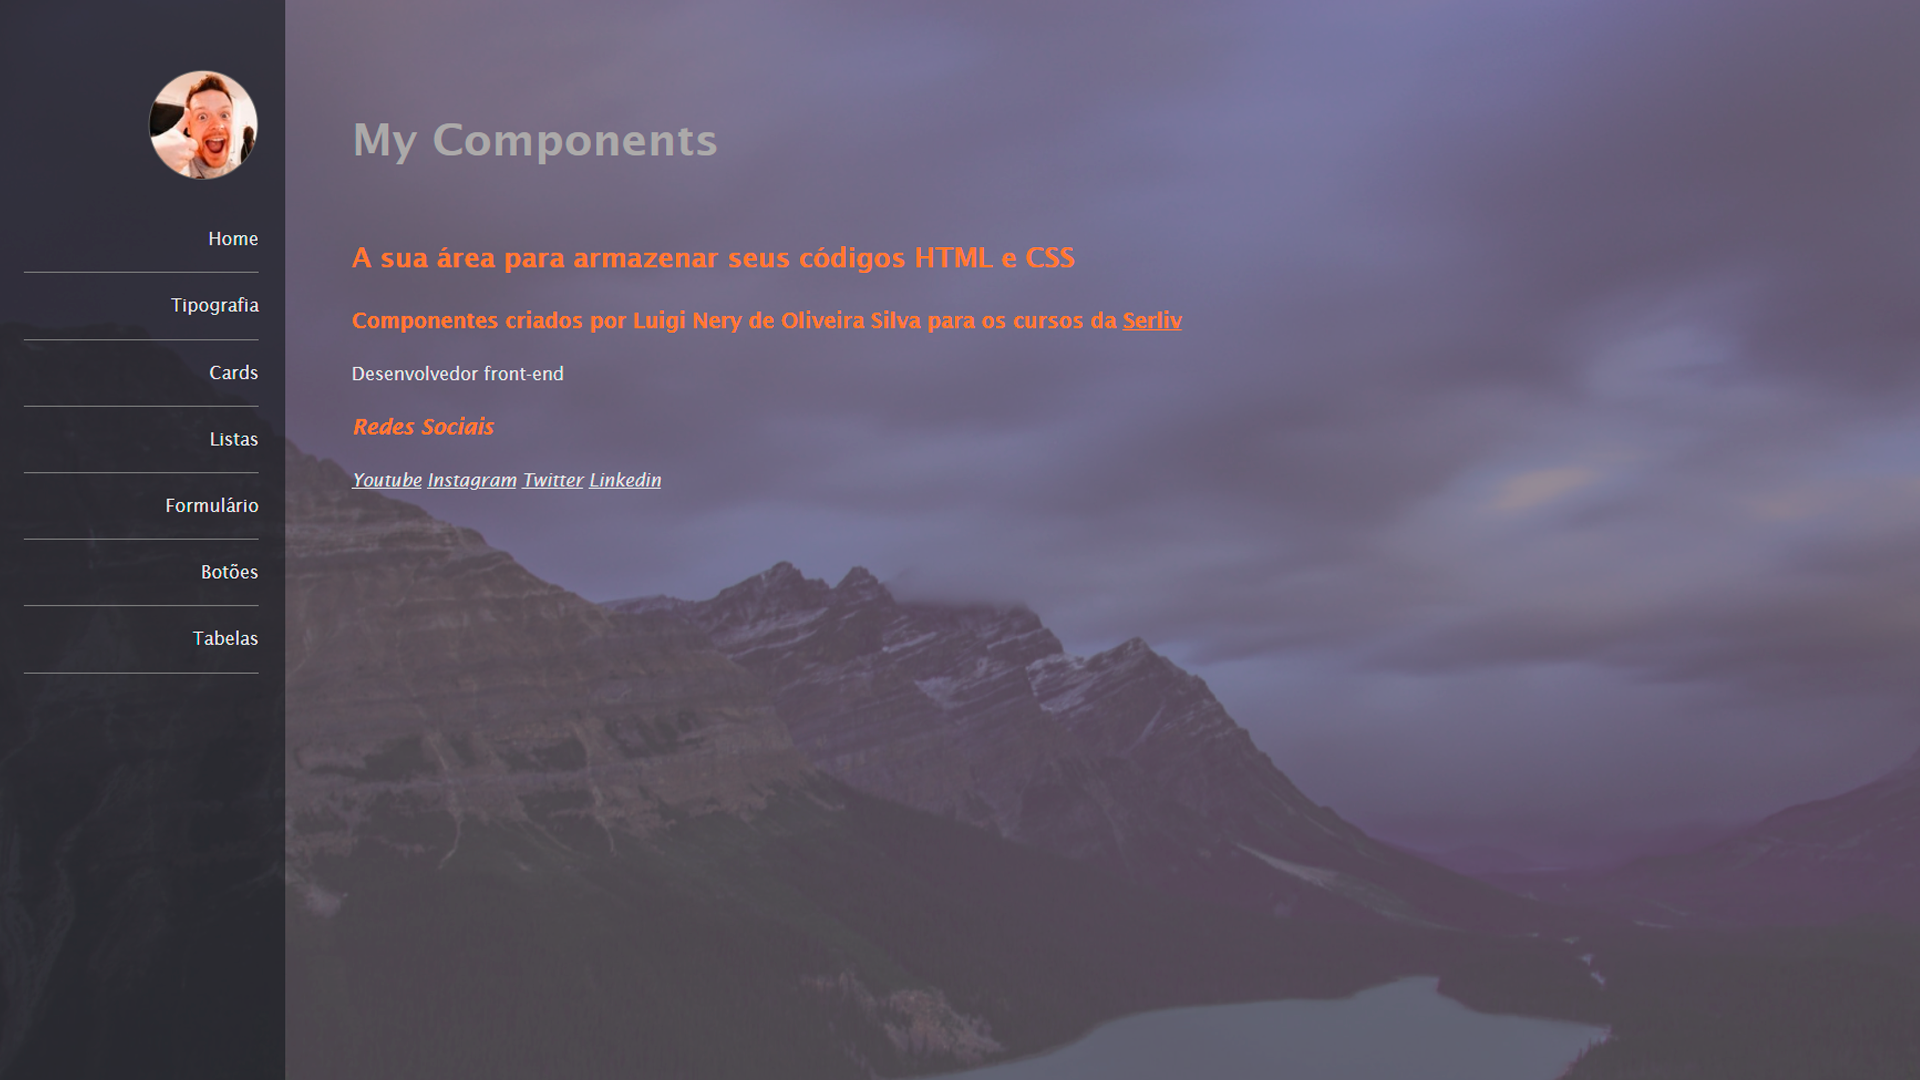 Home
Tipografia
Cards
Listas
Formulário
Botões
Tabelas
My Components
A sua área para armazenar seus códigos HTML e CSS
Componentes criados por Luigi Nery de Oliveira Silva para os cursos da Serliv
Desenvolvedor front-end
Redes Sociais
Youtube Instagram Twitter Linkedin